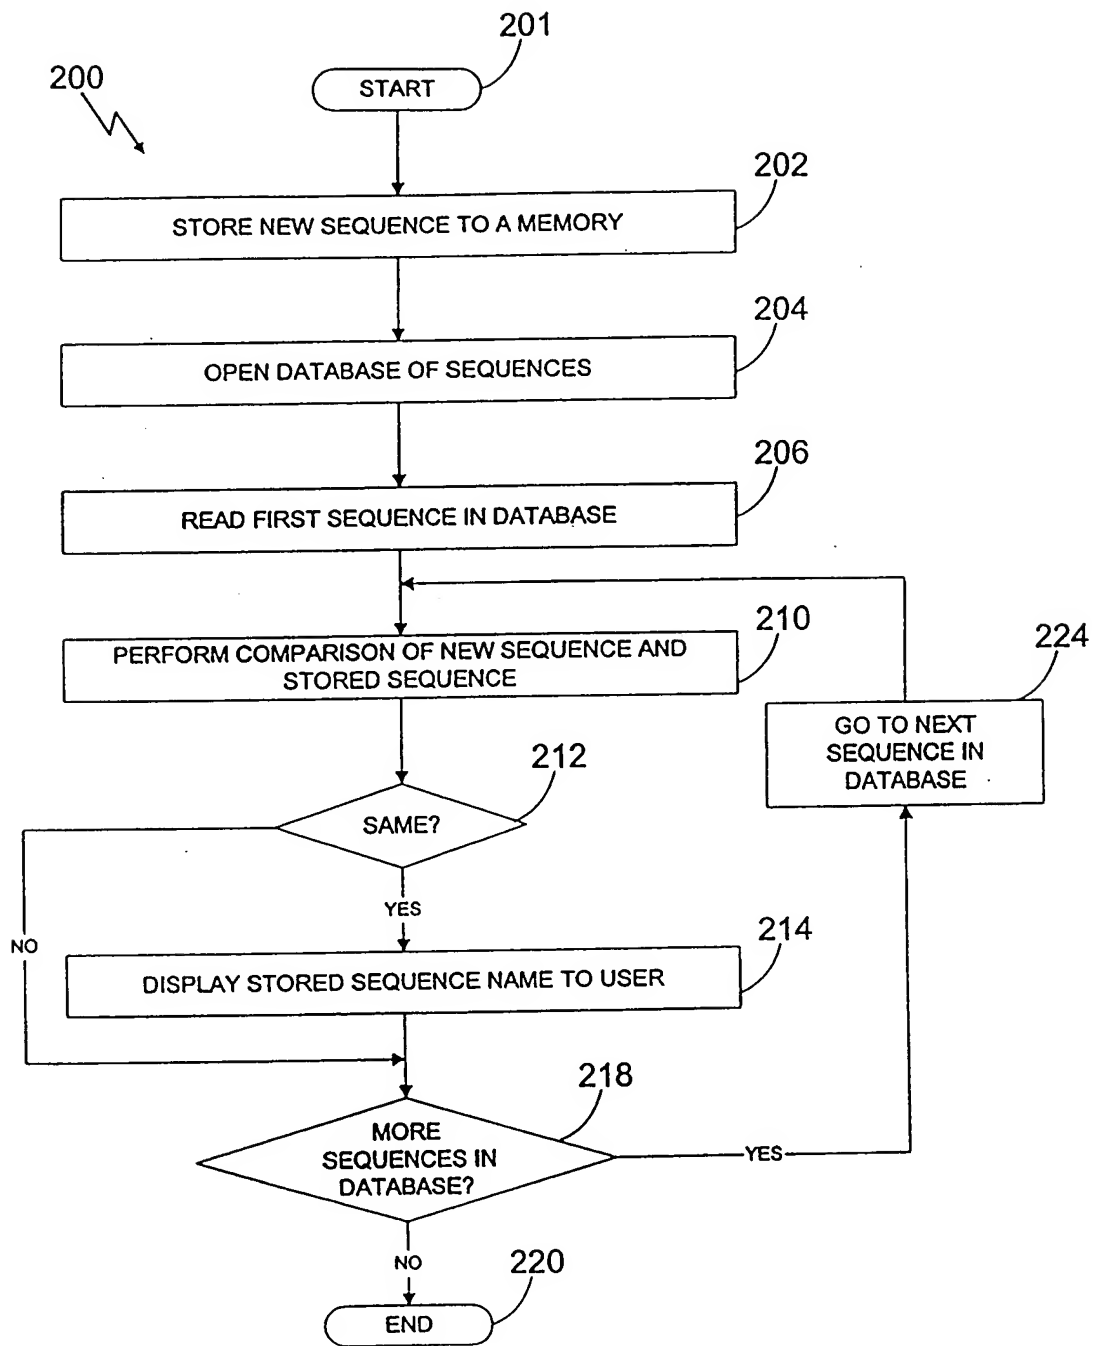 201
200
START
202
STORE NEW SEQUENCE TO A MEMORY
204
OPEN DATABASE OF SEQUENCES
206
READ FIRST SEQUENCE IN DATABASE
210
PERFORM COMPARISON OF NEW SEQUENCE AND
STORED SEQUENCE
224
GO TO NEXT
SEQUENCE IN
DATABASE
212
SAME?
YES
NO
214
DISPLAY STORED SEQUENCE NAME TO USER
218
MORE
SEQUENCES IN
DATABASE?
YES
NO
220
END